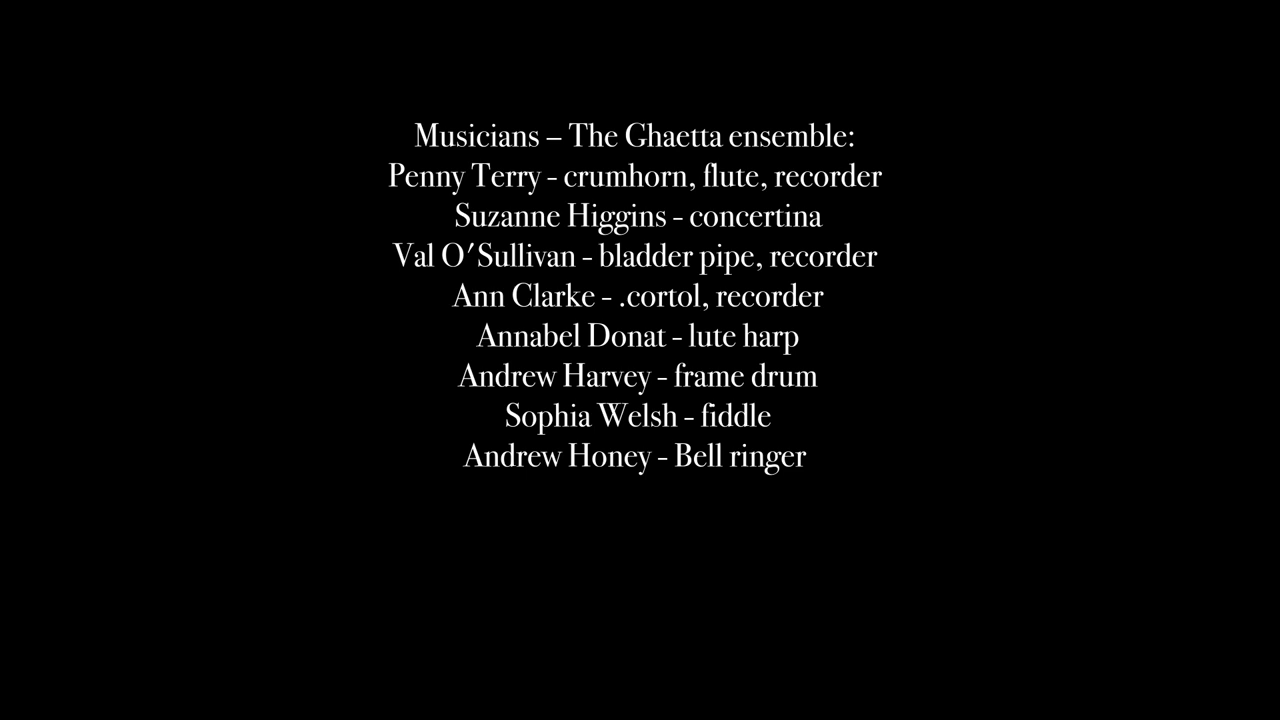 Musicians – The Ghaetta ensemble:
Penny Terry - crumhorn, flute, recorder
Suzanne Higgins - concertina
Val O'Sullivan - bladder pipe, recorder
Ann Clarke - .cortol, recorder
Annabel Donat - lute harp
Andrew Harvey - frame drum
Sophia Welsh - fiddle
Andrew Honey - Bell ringer